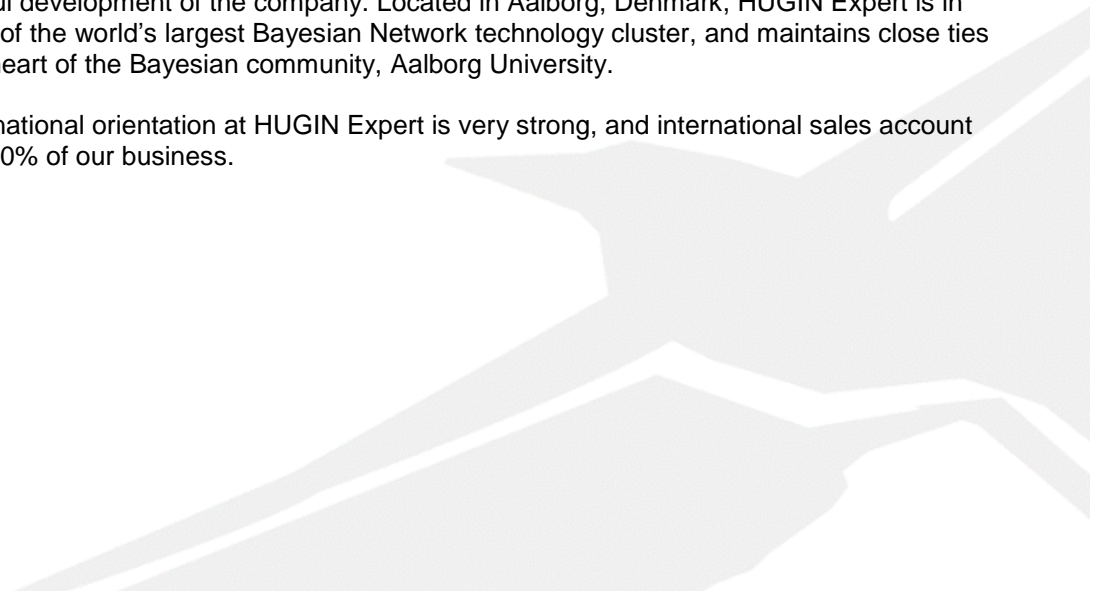 ul development of the company. Located in Aalborg, Denmark, HUGIN Expert is in
of the world's largest Bayesian Network technology cluster, and maintains close ties
eart of the Bayesian community, Aalborg University.
national orientation at HUGIN Expert is very strong, and international sales account
0% of our business.